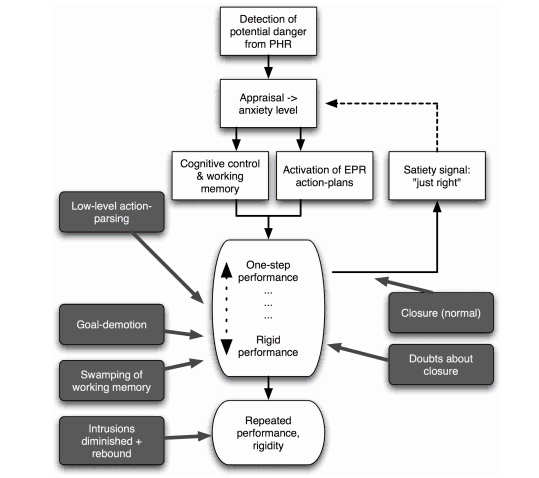 Detection of
potential danger
from PHR
Appraisal ->
anxiety level
Cognitive control
& working
memory
Activation of EPR
action-plans
Satiety signal:
"just right"
Low-level action-
parsing
One-step
performance
...
...
...
Rigid
performance
Goal-demotion
Closure (normal)
Swamping of
working memory
Doubts about
closure
Intrusions
diminished +
rebound
Repeated
performance,
rigidity